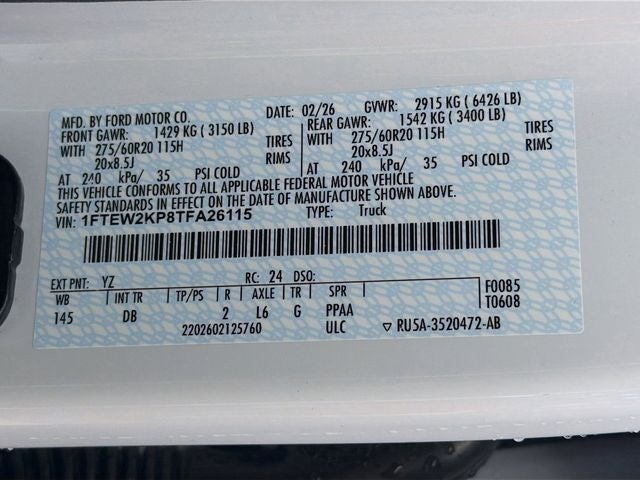 MFD. BY FORD MOTOR CO. DATE: 02/26 GVWR: 2915 KG ( 6426 LB)
FRONT GAWR: 1429 KG ( 3150 LB) REAR GAWR: 1542 KG ( 3400 LB)
WITH 275/60R20 115H TIRES WITH 275/60R20 115H TIRES
20x8.5J RIMS 20x8.5J RIMS
AT 240 kPa/ 35 PSI COLD AT 240 kPa/ 35 PSI COLD
THIS VEHICLE CONFORMS TO ALL APPLICABLE FEDERAL MOTOR VEHICLE
SAFETY STANDARDS IN EFFECT ON THE DATE OF MANUFACTURE SHOWN ABOVE.
VIN: 1FTEW2KP8TFA26115 TYPE: Truck
EXT PNT: YZ RC: 24 DSO: F0085
WB INT TR TP/PS R AXLE TR SPR T0608
145 DB 2 L6 G PPAA
2202602125760 ULC ▽ RU5A-3520472-AB